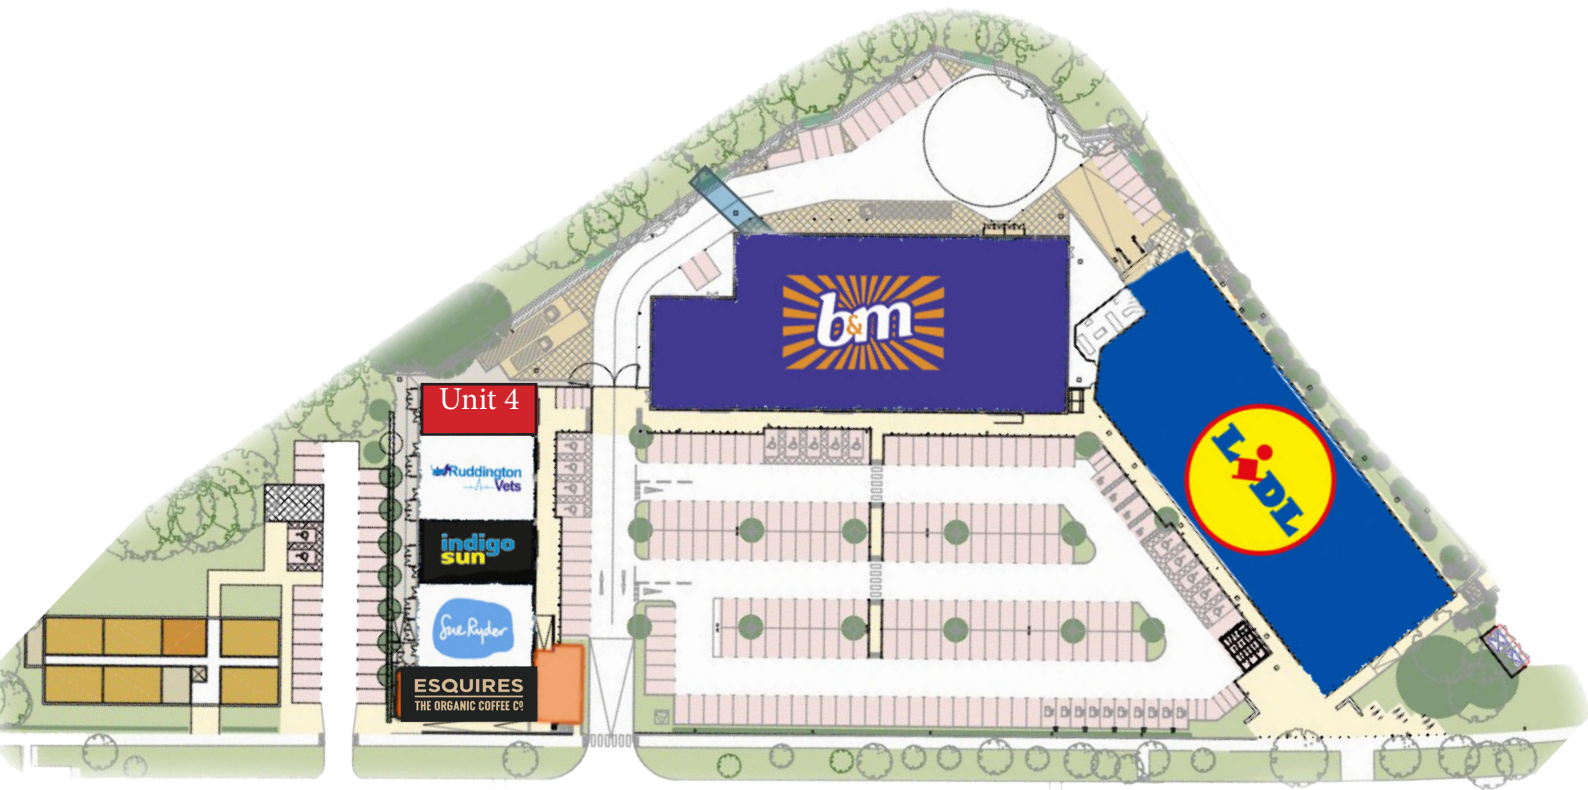 b&m
LIDL
Unit 4
Ruddington
Vets
indigo
sun
Sue Ryder
ESQUIRES
THE ORGANIC COFFEE Cº